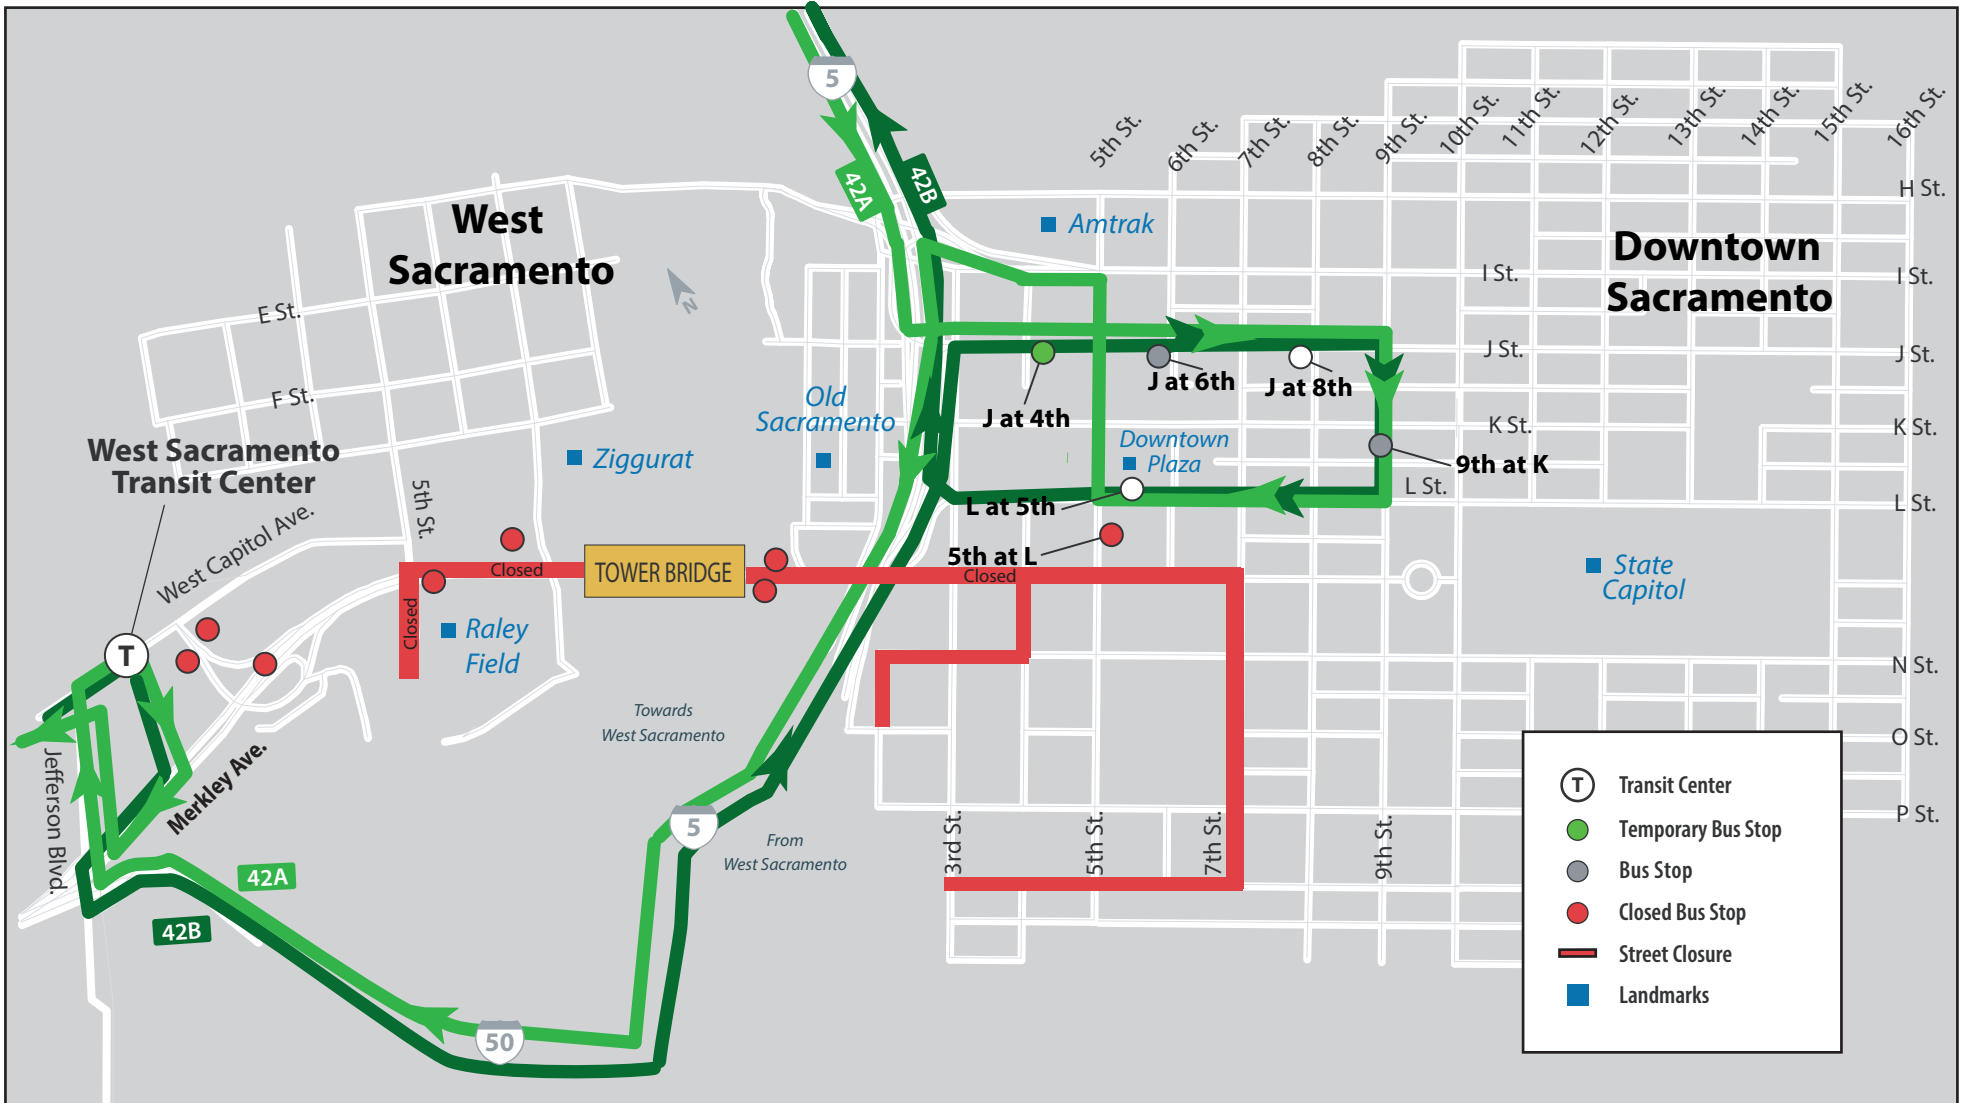 5
42A
42B
5th St.
6th St.
7th St.
8th St.
9th St.
10th St.
11th St.
12th St.
13th St.
14th St.
15th St.
16th St.
H St.
West
Sacramento
Amtrak
Downtown
Sacramento
N
I St.
I St.
E St.
J St.
J St.
J at 6th
J at 8th
F St.
Old
Sacramento
J at 4th
K St.
K St.
West Sacramento
Transit Center
Ziggurat
Downtown
Plaza
9th at K
L St.
L St.
L at 5th
5th St.
West Capitol Ave.
5th at L
Closed
TOWER BRIDGE
Closed
State
Capitol
Closed
Raley
Field
T
N St.
Towards
West Sacramento
O St.
Jefferson Blvd.
Merkley Ave.
5
From
West Sacramento
3rd St.
5th St.
7th St.
9th St.
P St.
42A
42B
50
T
Transit Center
Temporary Bus Stop
Bus Stop
Closed Bus Stop
Street Closure
Landmarks